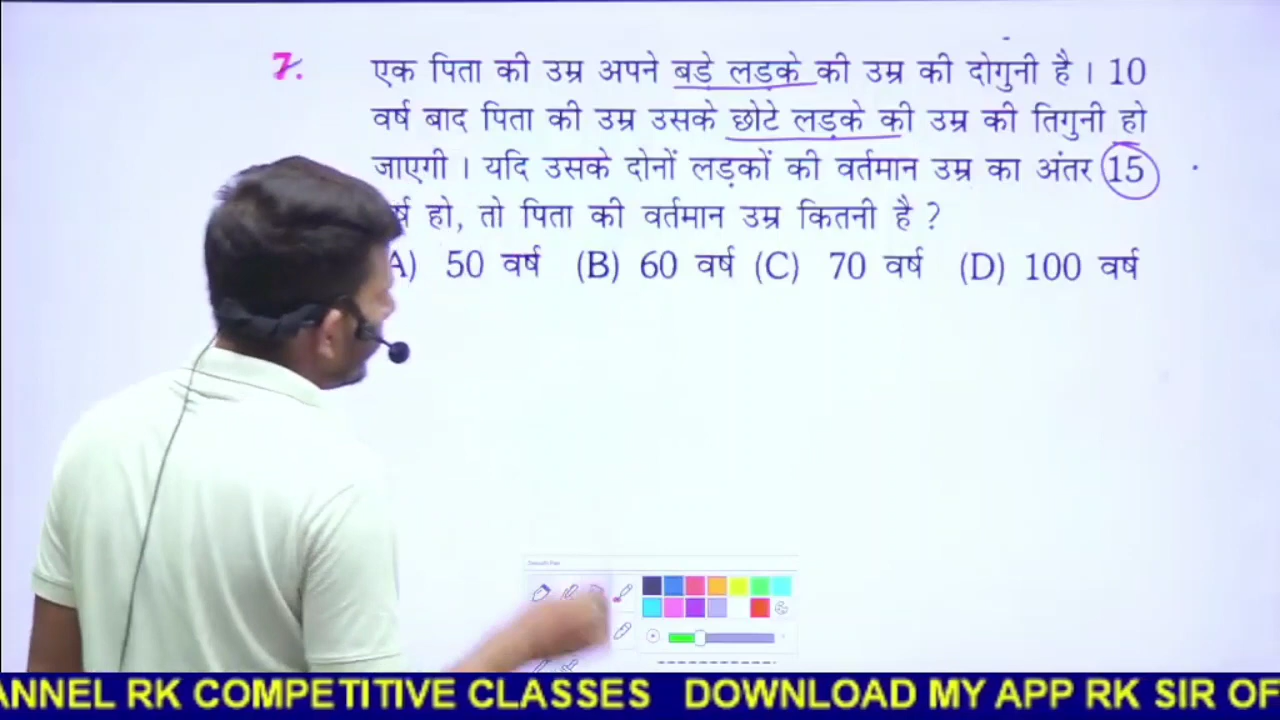 7. एक पिता की उम्र अपने बड़े लड़के की उम्र की दोगुनी है । 10
वर्ष बाद पिता की उम्र उसके छोटे लड़के की उम्र की तिगुनी हो
जाएगी । यदि उसके दोनों लड़कों की वर्तमान उम्र का अंतर 15
हो, तो पिता की वर्तमान उम्र कितनी है ?
A) 50 वर्ष (B) 60 वर्ष (C) 70 वर्ष (D) 100 वर्ष
ANNEL RK COMPETITIVE CLASSES DOWNLOAD MY APP RK SIR OF